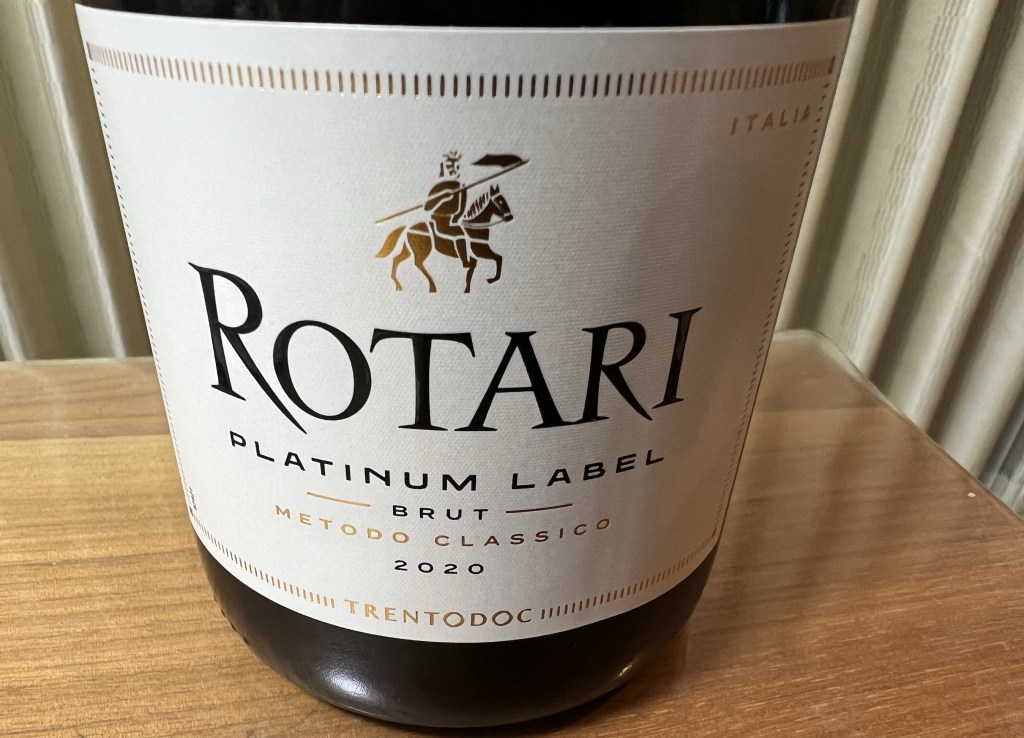 ITALIA
ROTARI
PLATINUM LABEL
BRUT
METODO CLASSICO
2020
TRENTODOC